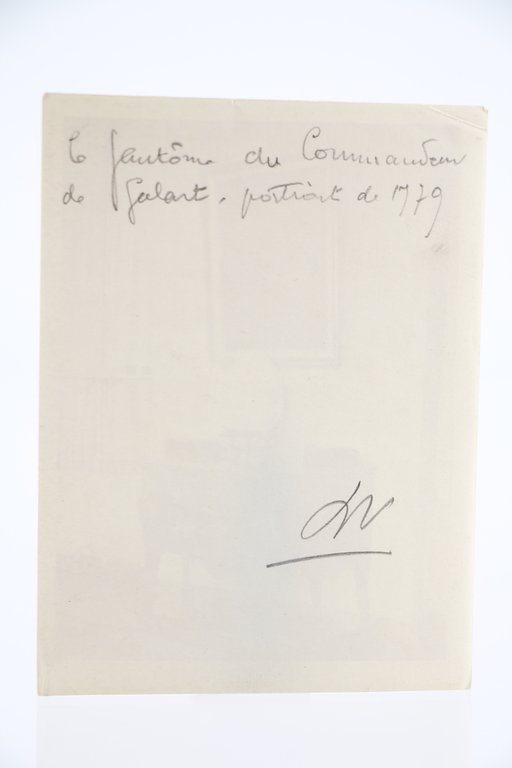 le fantôme du Commandeur
de Galart. portrait de 1779